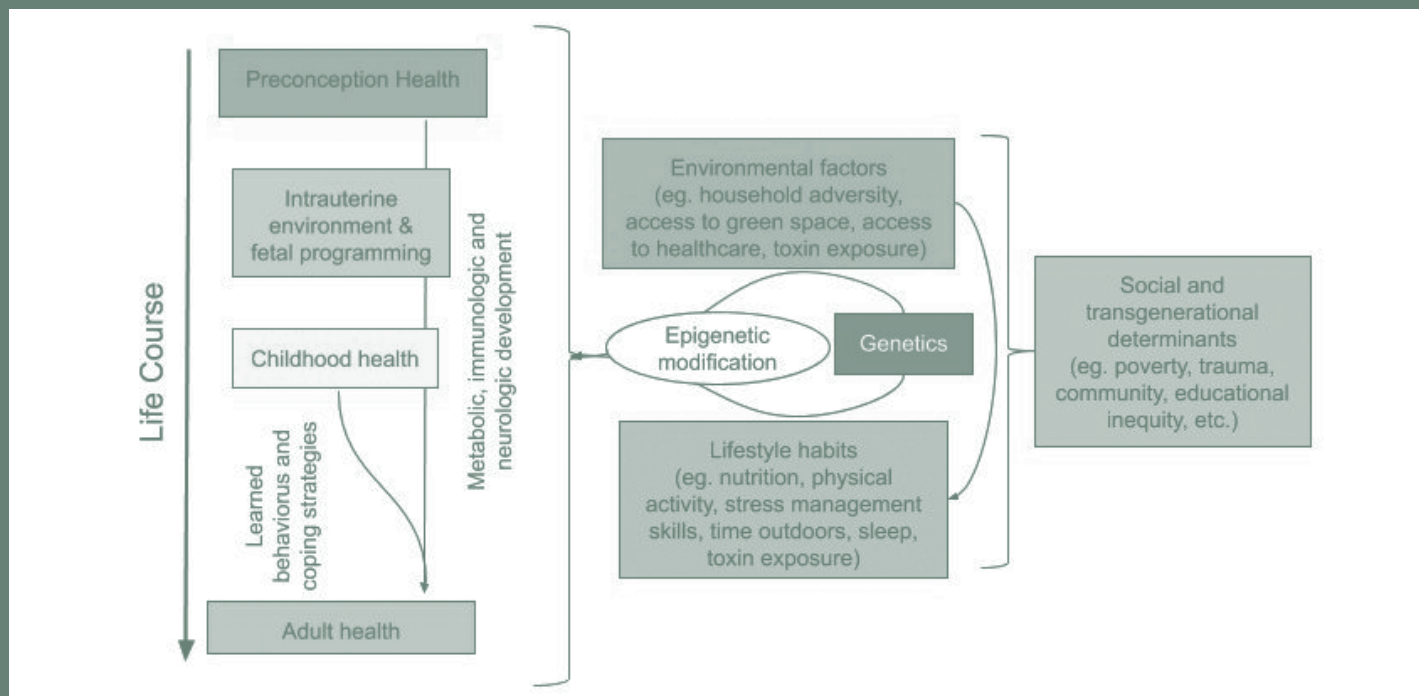 Life Course
Preconception Health
Intrauterine
environment &
fetal programming
Childhood health
Learned
behaviorus and
coping strategies
Adult health
Metabolic, immunologic and
neurologic development
Environmental factors
(eg. household adversity,
access to green space, access
to healthcare, toxin exposure)
Epigenetic
modification
Genetics
Lifestyle habits
(eg. nutrition, physical
activity, stress management
skills, time outdoors, sleep,
toxin exposure)
Social and
transgenerational
determinants
(eg. poverty, trauma,
community, educational
inequity, etc.)